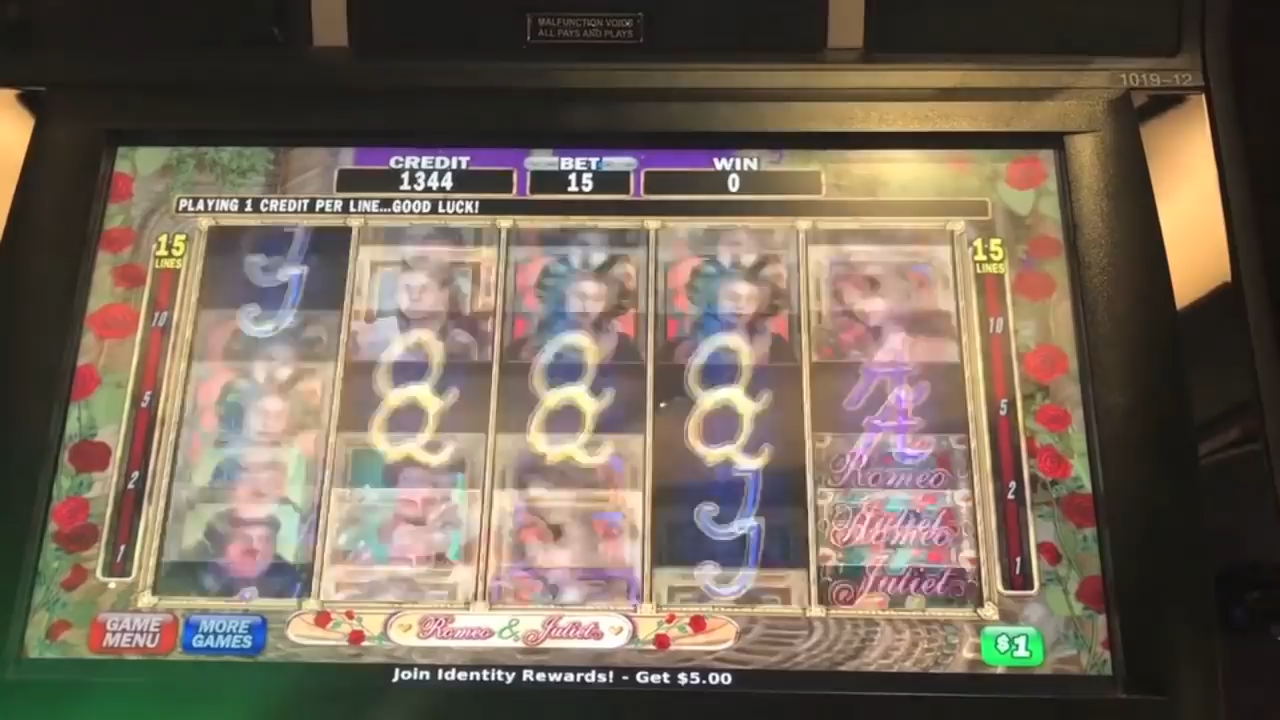 MALFUNCTION VOIDS
ALL PAYS AND PLAYS
1019-12
CREDIT BET WIN
1344 15 0
PLAYING 1 CREDIT PER LINE...GOOD LUCK!
15 LINES
10
5
2
1
15 LINES
10
5
2
1
J
J
Q Q Q
Q Q Q
A
A
J
J
Romeo
Juliet
Romeo
Juliet
GAME MENU
MORE GAMES
Romeo & Juliet
$1
Join Identity Rewards! - Get $5.00